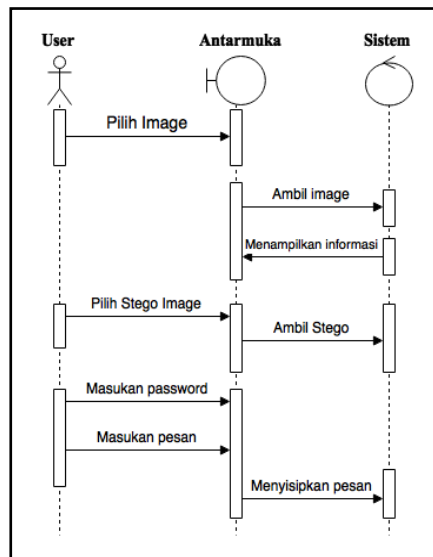 User Antarmuka Sistem
Pilih Image
Ambil image
Menampilkan informasi
Pilih Stego Image
Ambil Stego
Masukan password
Masukan pesan
Menyisipkan pesan